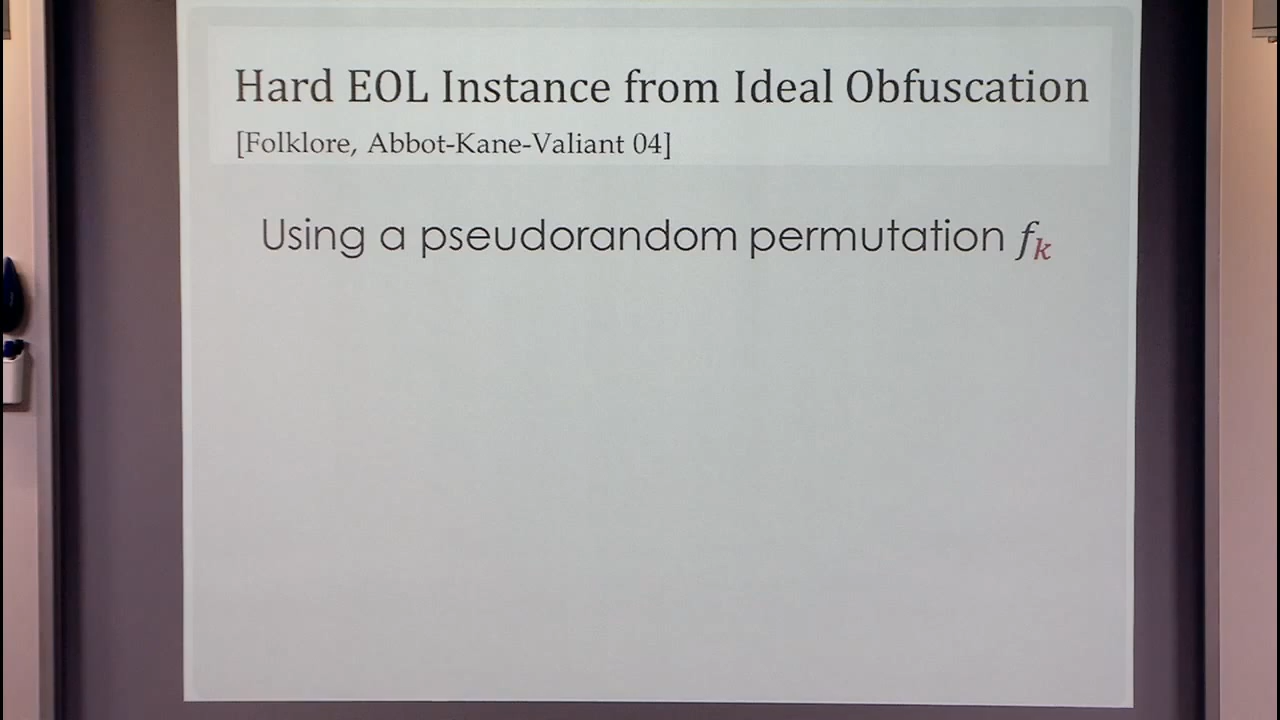 Hard EOL Instance from Ideal Obfuscation
[Folklore, Abbot-Kane-Valiant 04]
Using a pseudorandom permutation fₖ